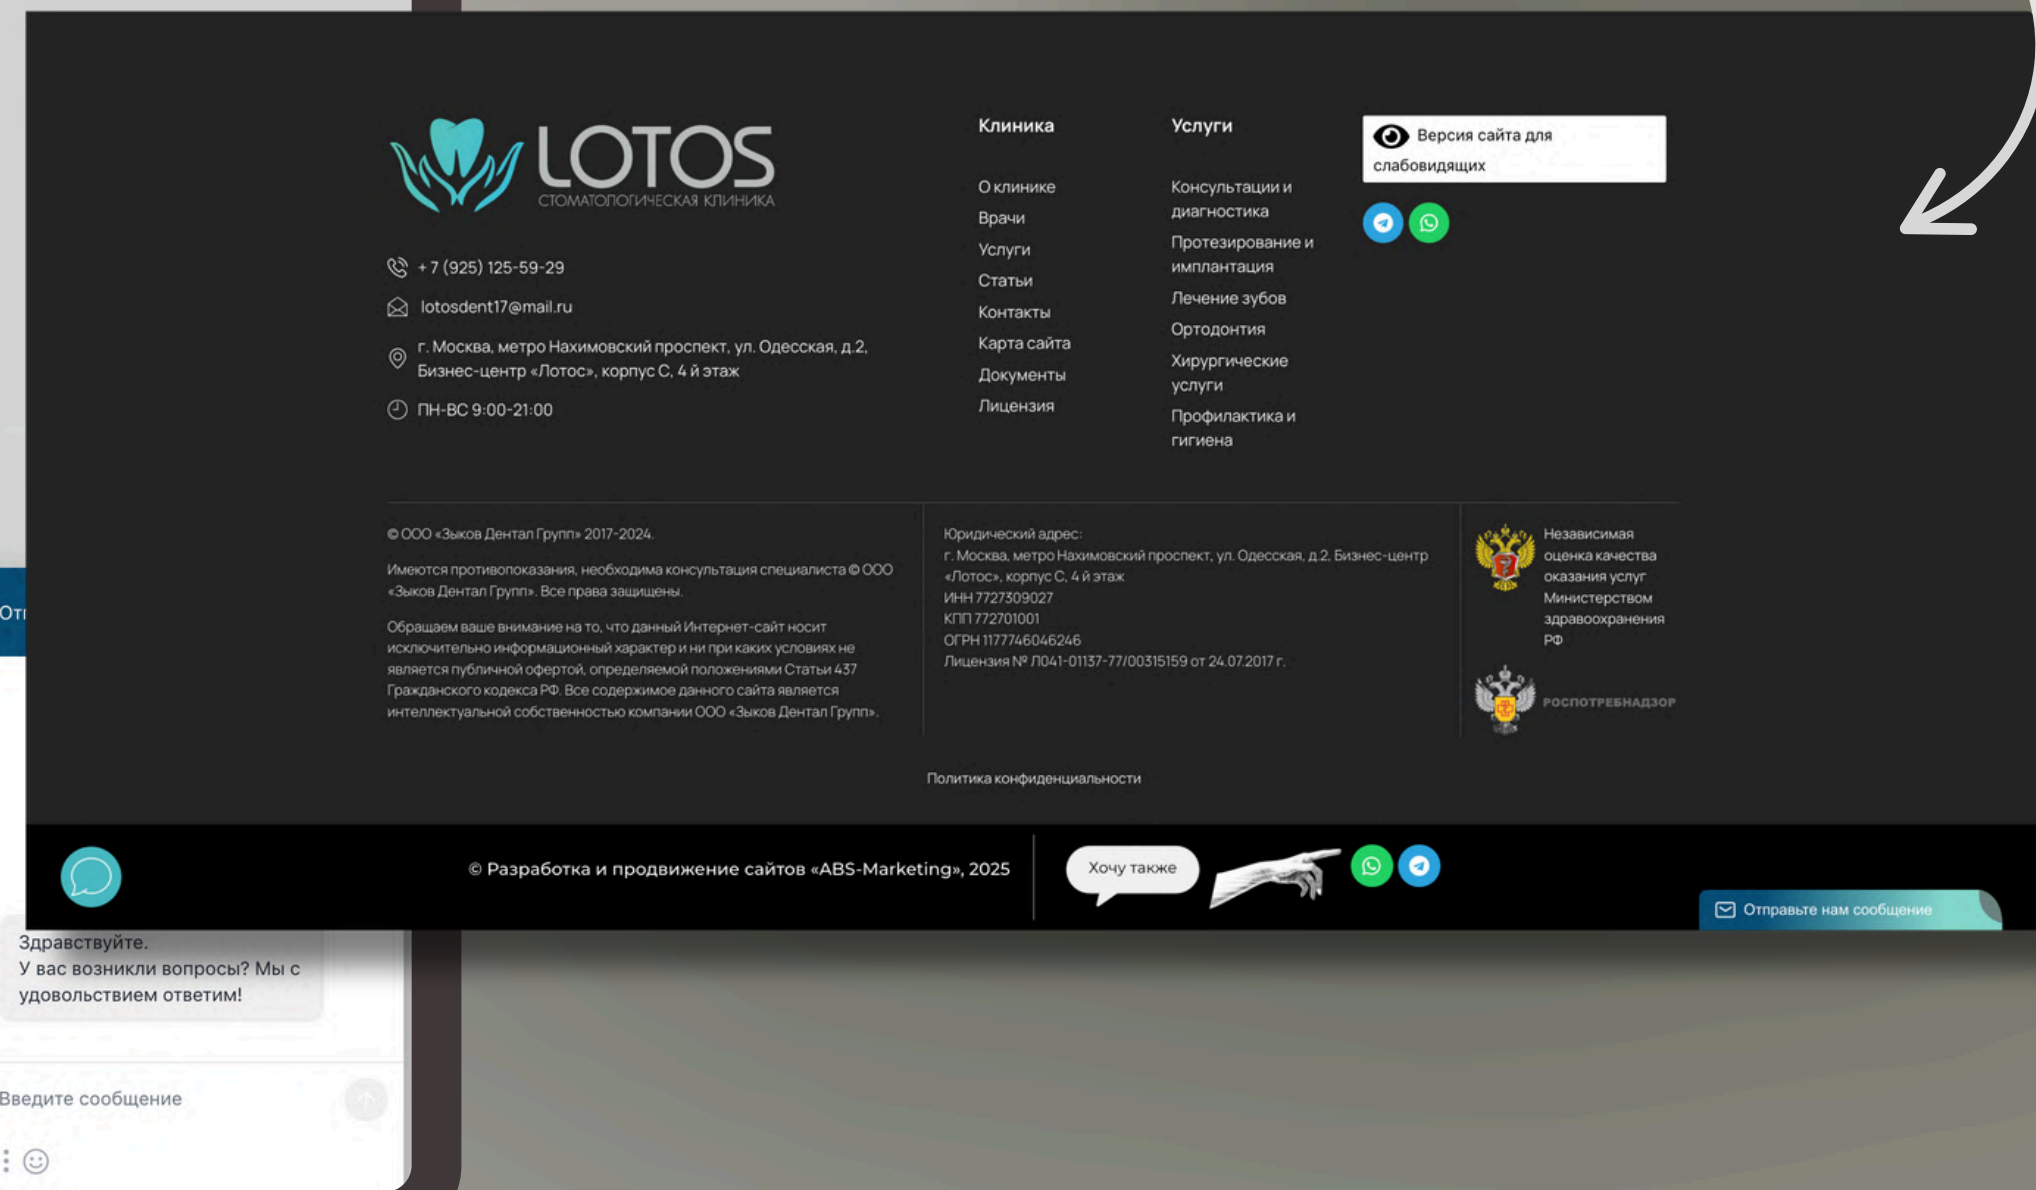 LOTOS
СТОМАТОЛОГИЧЕСКАЯ КЛИНИКА
+ 7 (925) 125-59-29
lotosdent17@mail.ru
г. Москва, метро Нахимовский проспект, ул. Одесская, д.2,
Бизнес-центр «Лотос», корпус С, 4 й этаж
ПН-ВС 9:00-21:00
Клиника
О клинике
Врачи
Услуги
Статьи
Контакты
Карта сайта
Документы
Лицензия
Услуги
Консультации и
диагностика
Протезирование и
имплантация
Лечение зубов
Ортодонтия
Хирургические
услуги
Профилактика и
гигиена
Версия сайта для
слабовидящих
© ООО «Зыков Дентал Групп» 2017-2024.
Имеются противопоказания, необходима консультация специалиста © ООО
«Зыков Дентал Групп». Все права защищены.
Обращаем ваше внимание на то, что данный Интернет-сайт носит
исключительно информационный характер и ни при каких условиях не
является публичной офертой, определяемой положениями Статьи 437
Гражданского кодекса РФ. Все содержимое данного сайта является
интеллектуальной собственностью компании ООО «Зыков Дентал Групп».
Юридический адрес:
г. Москва, метро Нахимовский проспект, ул. Одесская, д.2, Бизнес-центр
«Лотос», корпус С, 4 й этаж
ИНН 7727309027
КПП 772701001
ОГРН 1177746046246
Лицензия № Л041-01137-77/00315159 от 24.07.2017 г.
Независимая
оценка качества
оказания услуг
Министерством
здравоохранения
РФ
РОСПОТРЕБНАДЗОР
Политика конфиденциальности
© Разработка и продвижение сайтов «ABS-Marketing», 2025
Хочу также
Отправьте нам сообщение
Здравствуйте.
У вас возникли вопросы? Мы с
удовольствием ответим!
Введите сообщение